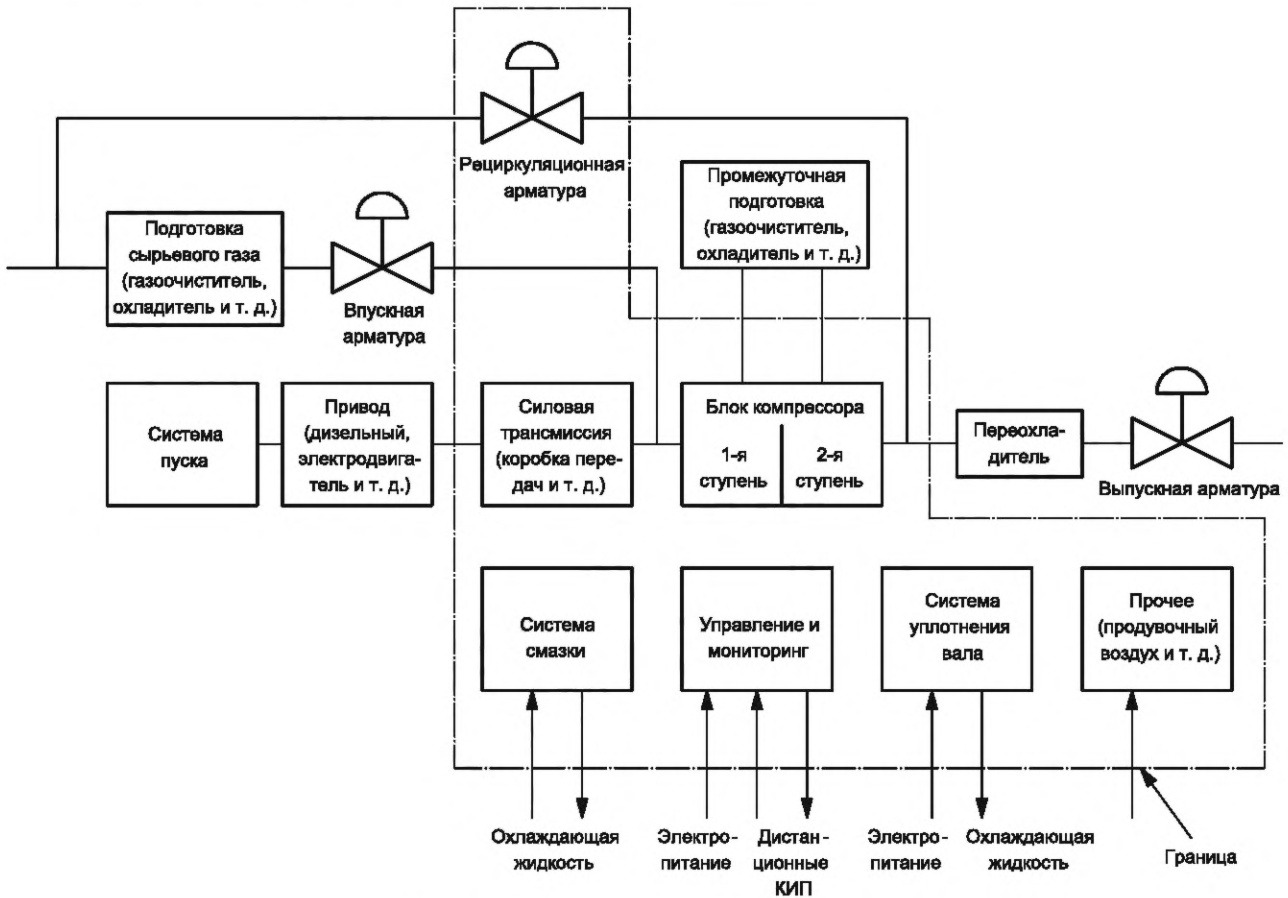 Рециркуляционная
арматура
Промежуточная
подготовка
(газоочиститель,
охладитель и т. д.)
Подготовка
сырьевого газа
(газоочиститель,
охладитель и т. д.)
Впускная
арматура
Система
пуска
Привод
(дизельный,
электродвига-
тель и т. д.)
Силовая
трансмиссия
(коробка пере-
дач и т. д.)
Блок компрессора
1-я
ступень
2-я
ступень
Переохла-
дитель
Выпускная арматура
Система
смазки
Управление и
мониторинг
Система
уплотнения
вала
Прочее
(продувочный
воздух и т. д.)
Охлаждающая
жидкость
Электро-
питание
Дистан-
ционные
КИП
Электро-
питание
Охлаждающая
жидкость
Граница